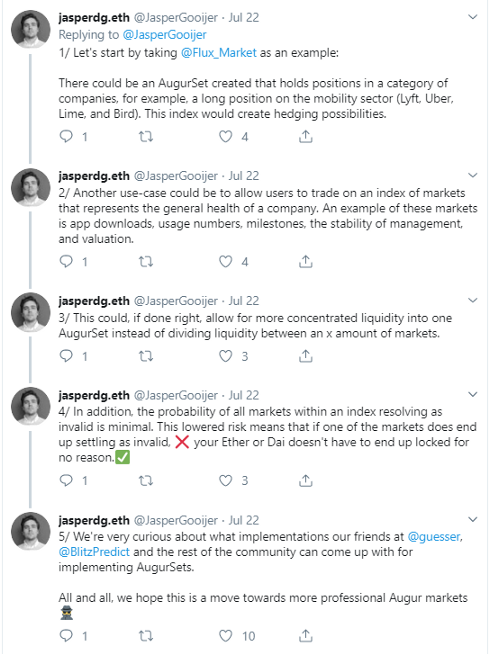 jasperdg.eth @JasperGooijer · Jul 22
Replying to @JasperGooijer
1/ Let's start by taking @Flux_Market as an example:
There could be an AugurSet created that holds positions in a category of
companies, for example, a long position on the mobility sector (Lyft, Uber,
Lime, and Bird). This index would create hedging possibilities.
1 4
jasperdg.eth @JasperGooijer · Jul 22
2/ Another use-case could be to allow users to trade on an index of markets
that represents the general health of a company. An example of these markets
is app downloads, usage numbers, milestones, the stability of management,
and valuation.
1 4
jasperdg.eth @JasperGooijer · Jul 22
3/ This could, if done right, allow for more concentrated liquidity into one
AugurSet instead of dividing liquidity between an x amount of markets.
1 3
jasperdg.eth @JasperGooijer · Jul 22
4/ In addition, the probability of all markets within an index resolving as
invalid is minimal. This lowered risk means that if one of the markets does end
up settling as invalid, ❌ your Ether or Dai doesn't have to end up locked for
no reason.✅
1 3
jasperdg.eth @JasperGooijer · Jul 22
5/ We're very curious about what implementations our friends at @guesser,
@BlitzPredict and the rest of the community can come up with for
implementing AugurSets.
All and all, we hope this is a move towards more professional Augur markets
🕵️
1 10